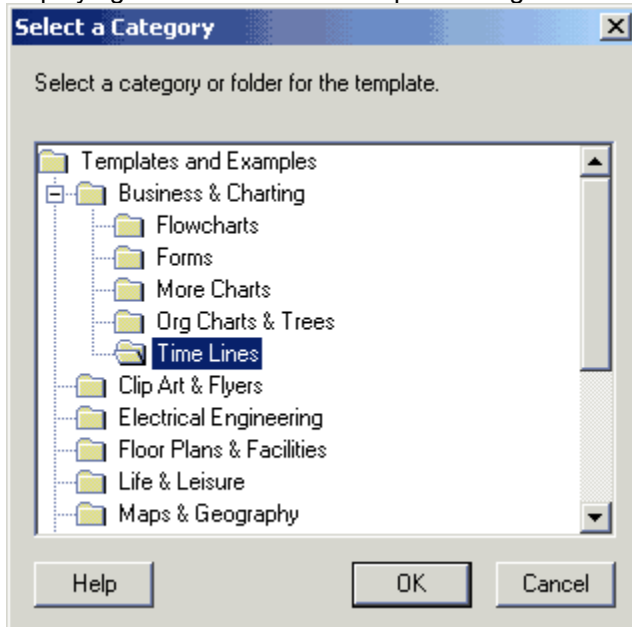 Select a Category
Select a category or folder for the template.
Templates and Examples
Business & Charting
Flowcharts
Forms
More Charts
Org Charts & Trees
Time Lines
Clip Art & Flyers
Electrical Engineering
Floor Plans & Facilities
Life & Leisure
Maps & Geography
Help OK Cancel